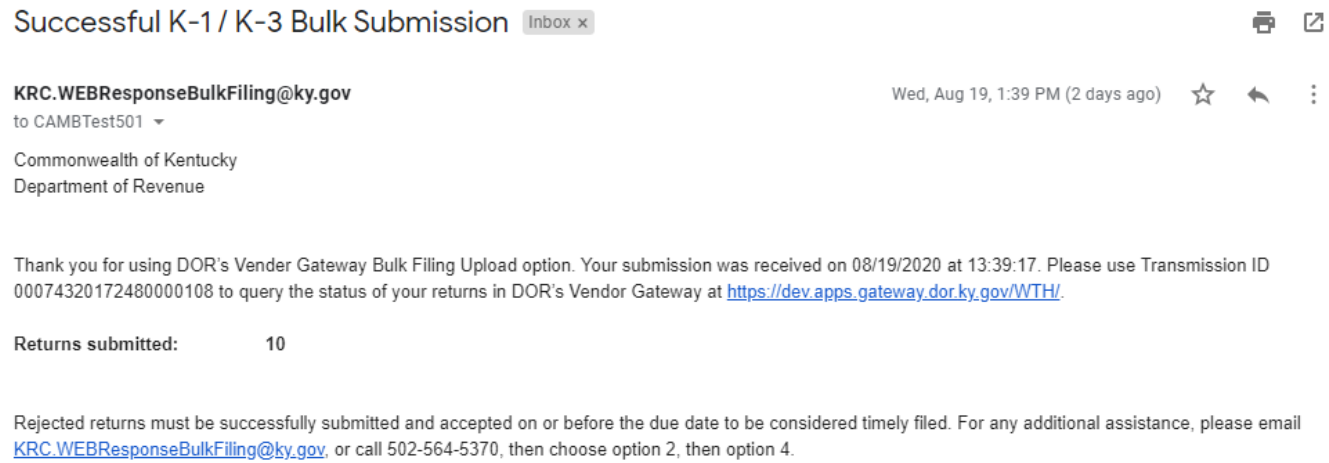 Successful K-1 / K-3 Bulk Submission Inbox x
KRC.WEBResponseBulkFiling@ky.gov Wed, Aug 19, 1:39 PM (2 days ago)
to CAMBTest501
Commonwealth of Kentucky
Department of Revenue
Thank you for using DOR's Vender Gateway Bulk Filing Upload option. Your submission was received on 08/19/2020 at 13:39:17. Please use Transmission ID
00074320172480000108 to query the status of your returns in DOR's Vendor Gateway at https://dev.apps.gateway.dor.ky.gov/WTH/.
Returns submitted: 10
Rejected returns must be successfully submitted and accepted on or before the due date to be considered timely filed. For any additional assistance, please email
KRC.WEBResponseBulkFiling@ky.gov, or call 502-564-5370, then choose option 2, then option 4.